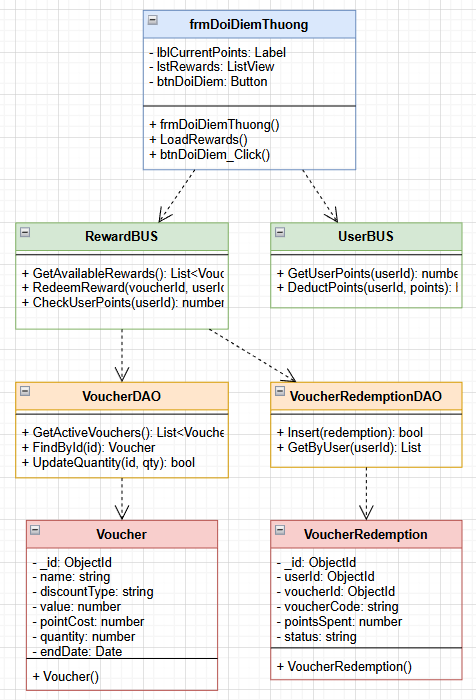 frmDoiDiemThuong
- lblCurrentPoints: Label
- lstRewards: ListView
- btnDoiDiem: Button
+ frmDoiDiemThuong()
+ LoadRewards()
+ btnDoiDiem_Click()
RewardBUS
+ GetAvailableRewards(): List<Vouc
+ RedeemReward(voucherId, userId
+ CheckUserPoints(userId): number
UserBUS
+ GetUserPoints(userId): numbe
+ DeductPoints(userId, points):
VoucherDAO
+ GetActiveVouchers(): List<Vouche
+ FindById(id): Voucher
+ UpdateQuantity(id, qty): bool
VoucherRedemptionDAO
+ Insert(redemption): bool
+ GetByUser(userId): List
Voucher
- _id: ObjectId
- name: string
- discountType: string
- value: number
- pointCost: number
- quantity: number
- endDate: Date
+ Voucher()
VoucherRedemption
- _id: ObjectId
- userId: ObjectId
- voucherId: ObjectId
- voucherCode: string
- pointsSpent: number
- status: string
+ VoucherRedemption()